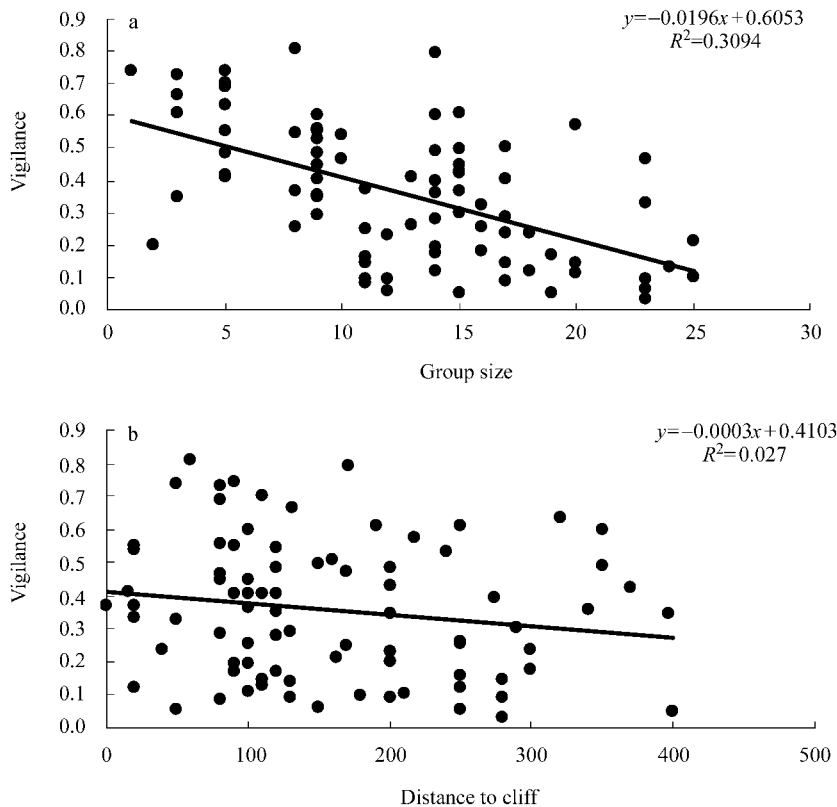 a
y=−0.0196x+0.6053
R²=0.3094
0.9
0.8
0.7
0.6
0.5
0.4
0.3
0.2
0.1
0.0
Vigilance
0 5 10 15 20 25 30
Group size
b
y=−0.0003x+0.4103
R²=0.027
0.9
0.8
0.7
0.6
0.5
0.4
0.3
0.2
0.1
0.0
Vigilance
0 100 200 300 400 500
Distance to cliff